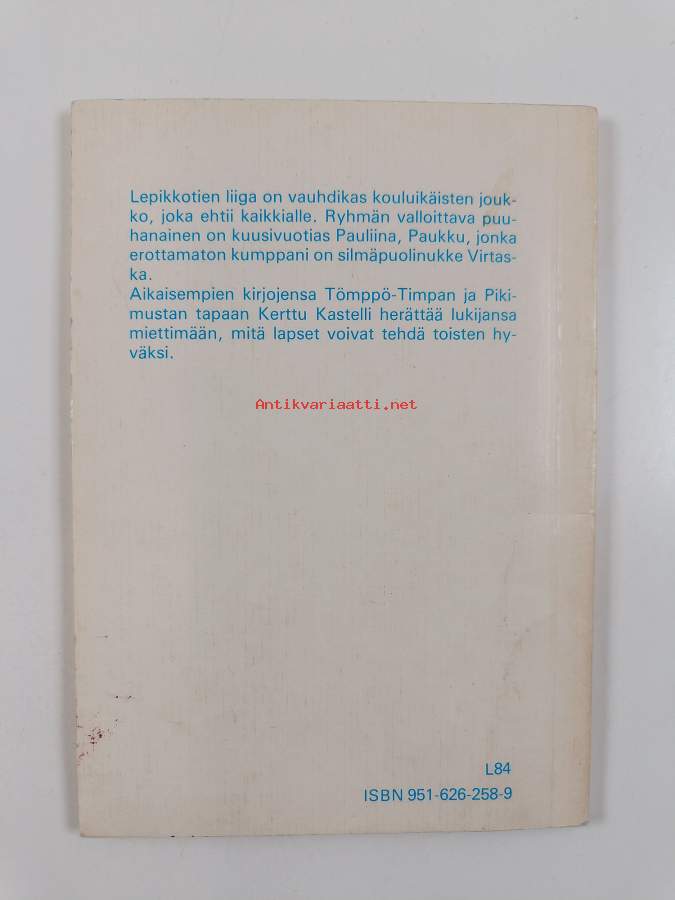 Lepikkotien liiga on vauhdikas kouluikäisten jouk-
ko, joka ehtii kaikkialle. Ryhmän valloittava puu-
hanainen on kuusivuotias Pauliina, Paukku, jonka
erottamaton kumppani on silmäpuolinukke Virtas-
ka.
Aikaisempien kirjojensa Tömppö-Timpan ja Piki-
mustan tapaan Kerttu Kastelli herättää lukijansa
miettimään, mitä lapset voivat tehdä toisten hy-
väksi.
Antikvariaatti.net
L84
ISBN 951-626-258-9